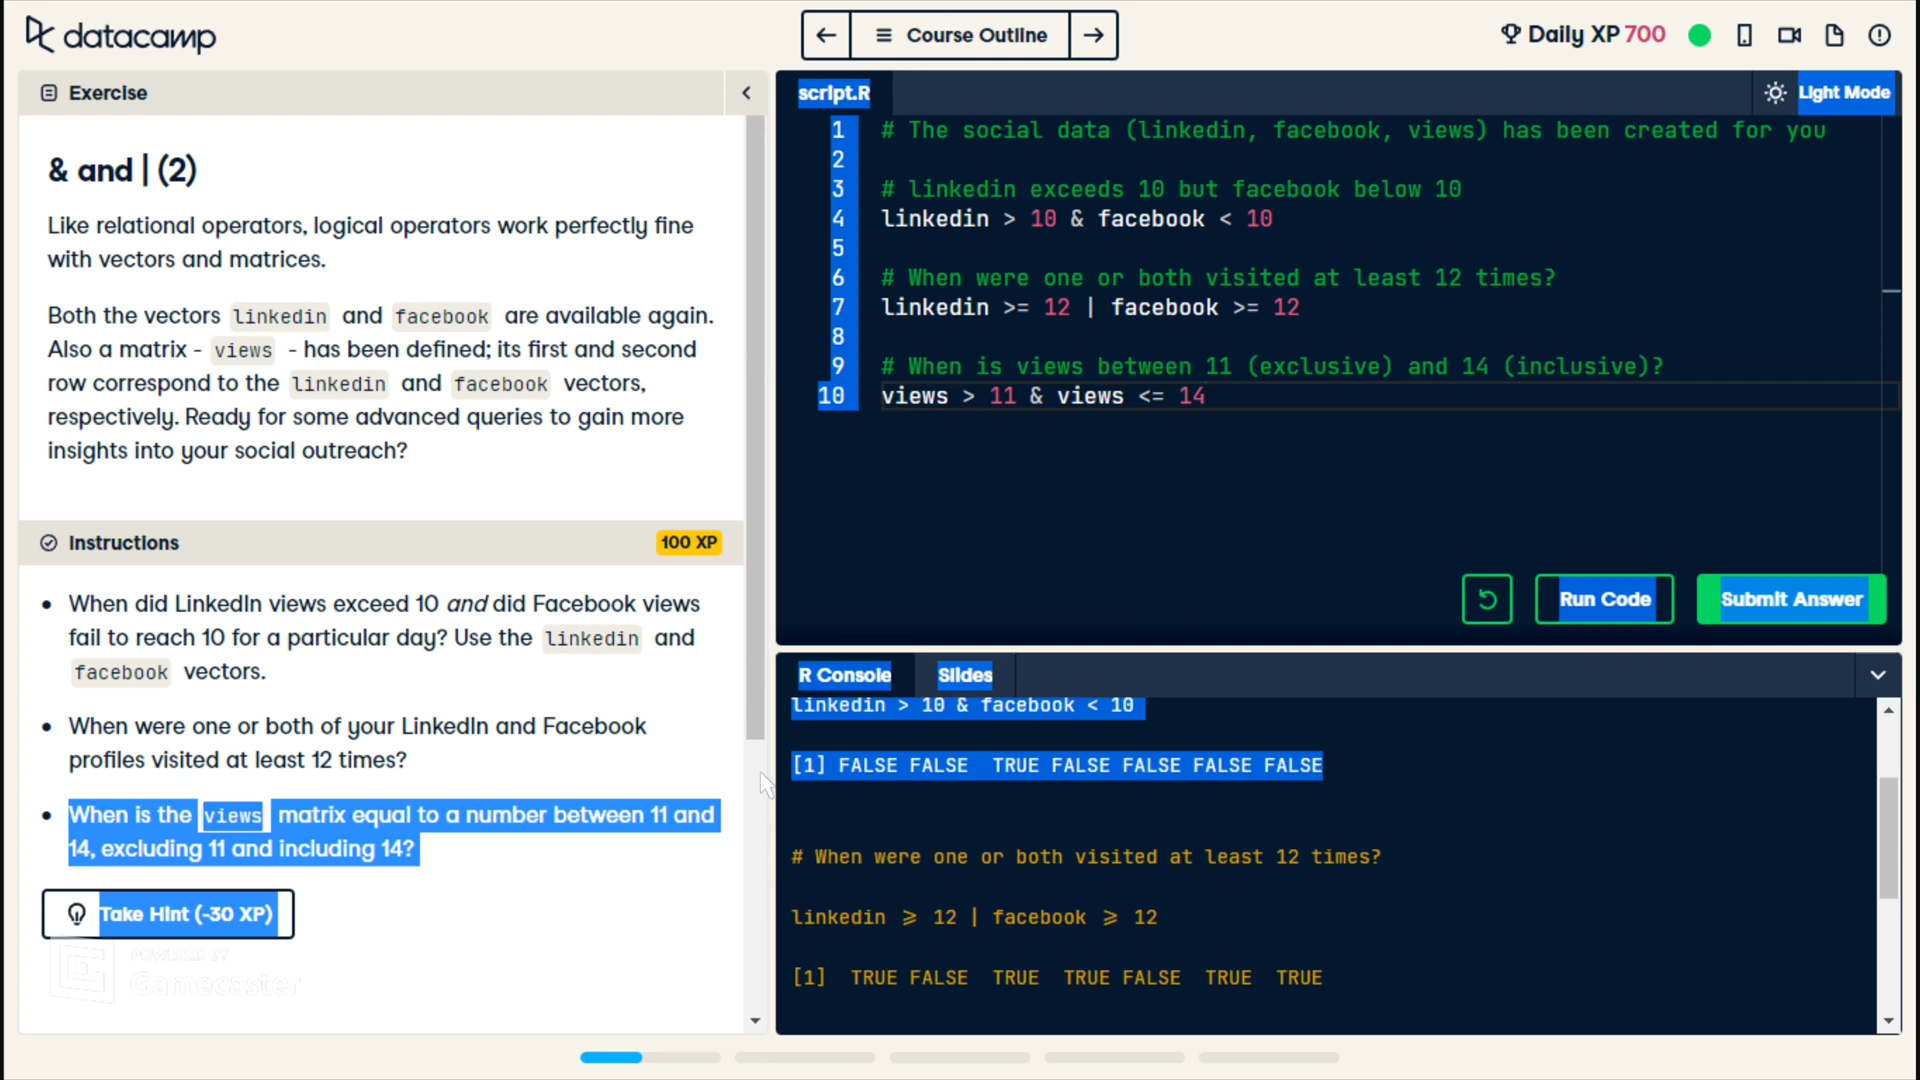 datacamp
Course Outline
Daily XP 700
Exercise
& and | (2)
Like relational operators, logical operators work perfectly fine
with vectors and matrices.
Both the vectors linkedin and facebook are available again.
Also a matrix - views - has been defined; its first and second
row correspond to the linkedin and facebook vectors,
respectively. Ready for some advanced queries to gain more
insights into your social outreach?
Instructions
100 XP
• When did LinkedIn views exceed 10 and did Facebook views
fail to reach 10 for a particular day? Use the linkedin and
facebook vectors.
• When were one or both of your LinkedIn and Facebook
profiles visited at least 12 times?
• When is the views matrix equal to a number between 11 and
14, excluding 11 and including 14?
Take Hint (-30 XP)
POWERED BY
Gamecaster
script.R
Light Mode
1 # The social data (linkedin, facebook, views) has been created for you
2
3 # linkedin exceeds 10 but facebook below 10
4 linkedin > 10 & facebook < 10
5
6 # When were one or both visited at least 12 times?
7 linkedin >= 12 | facebook >= 12
8
9 # When is views between 11 (exclusive) and 14 (inclusive)?
10 views > 11 & views <= 14
Run Code
Submit Answer
R Console
Slides
linkedin > 10 & facebook < 10
[1] FALSE FALSE  TRUE FALSE FALSE FALSE FALSE
# When were one or both visited at least 12 times?
linkedin >= 12 | facebook >= 12
[1]  TRUE FALSE  TRUE  TRUE FALSE  TRUE  TRUE